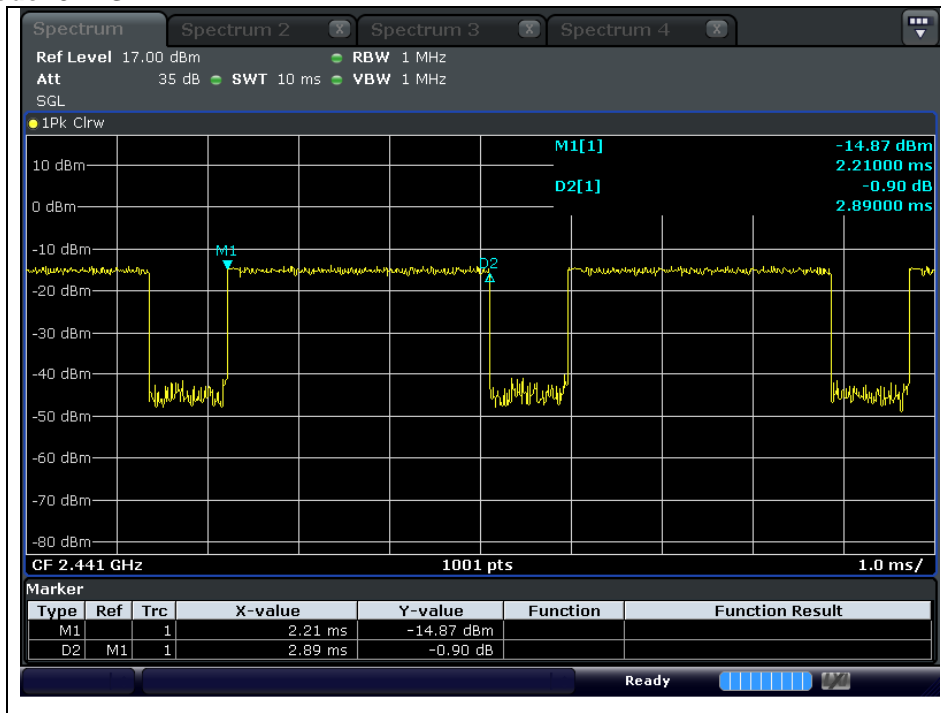 Spectrum Spectrum 2 X Spectrum 3 X Spectrum 4 X
Ref Level 17.00 dBm RBW 1 MHz
Att 35 dB SWT 10 ms VBW 1 MHz
SGL
1Pk Clrw
M1[1] -14.87 dBm
2.21000 ms
D2[1] -0.90 dB
2.89000 ms
10 dBm
0 dBm
-10 dBm
M1
D2
-20 dBm
-30 dBm
-40 dBm
-50 dBm
-60 dBm
-70 dBm
-80 dBm
CF 2.441 GHz 1001 pts 1.0 ms/
Marker
Type Ref Trc X-value Y-value Function Function Result
M1 1 2.21 ms -14.87 dBm
D2 M1 1 2.89 ms -0.90 dB
Ready